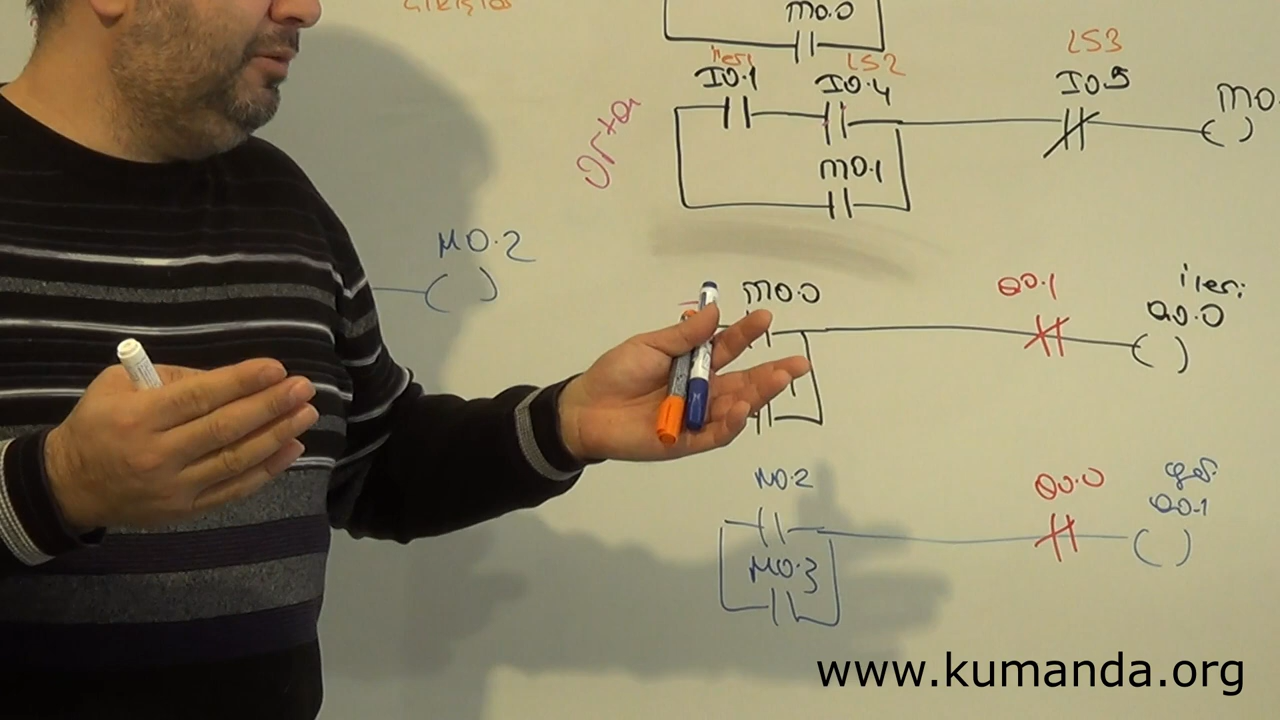 M0.0
ileri LS2 LS3
I0.1 I0.4 I0.5 M0.
Orta
M0.1
M0.2
M0.0 Q0.1 ileri
Q0.0
M0.2 Q0.0
Q0.1
M0.3
www.kumanda.org